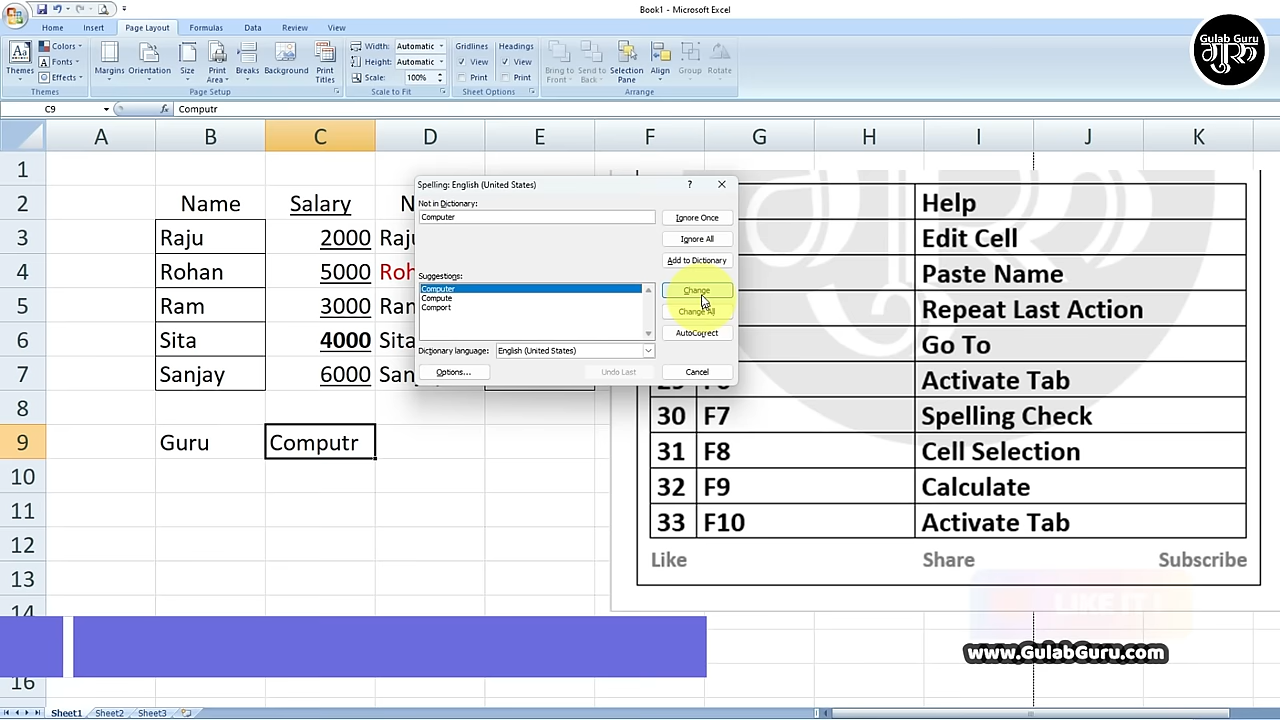 Book1 - Microsoft Excel
Home Insert Page Layout Formulas Data Review View
Gulab Guru
गुरु
Themes
Colors
Fonts
Effects
Margins Orientation Size Print Area Breaks Background Print Titles
Width: Automatic
Height: Automatic
Scale: 100%
Gridlines Headings
View View
Print Print
Bring to Front Send to Back Selection Pane Align Group Rotate
Themes Page Setup Scale to Fit Sheet Options Arrange
C9 fx Computr
A B C D E F G H I J K
1
2 Name Salary
3 Raju 2000
4 Rohan 5000
5 Ram 3000 Ram
6 Sita 4000 Sita
7 Sanjay 6000
8
9 Guru Computr
10
11
12
13
14
16
Spelling: English (United States) ?
Not in Dictionary:
Computer
Ignore Once
Ignore All
Add to Dictionary
Suggestions:
Computer
Compute
Comport
Change
Change All
AutoCorrect
Dictionary language: English (United States)
Options... Undo Last Cancel
Help
Edit Cell
Paste Name
Repeat Last Action
Go To
Activate Tab
30 F7 Spelling Check
31 F8 Cell Selection
32 F9 Calculate
33 F10 Activate Tab
Like Share Subscribe
LIKE IT !
www.GulabGuru.com
Sheet1 Sheet2 Sheet3